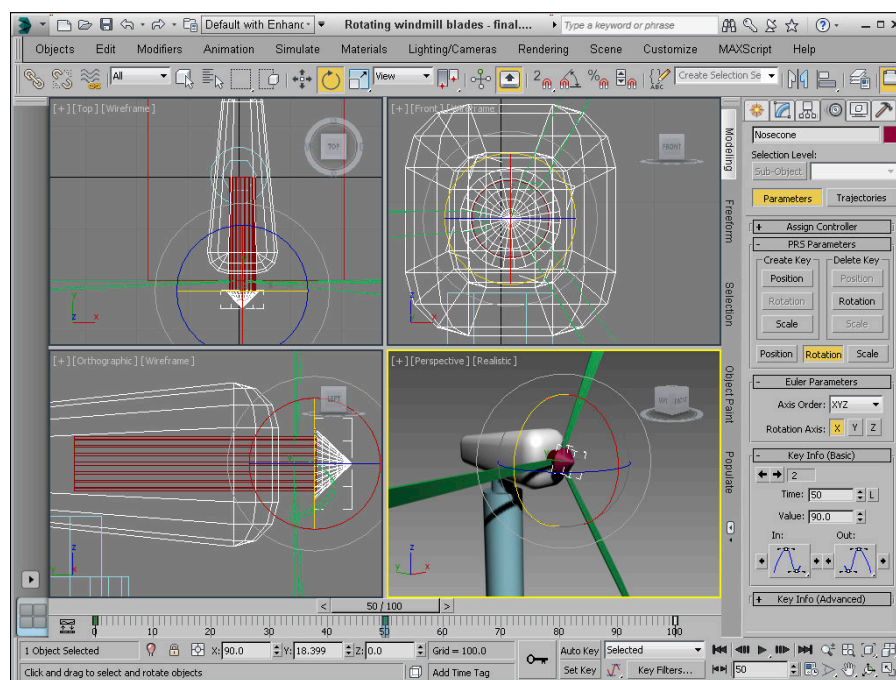 Default with Enhanc Rotating windmill blades - final.... Type a keyword or phrase
Objects Edit Modifiers Animation Simulate Materials Lighting/Cameras Rendering Scene Customize MAXScript Help
All View ABC Create Selection Se
[+][Top][Wireframe]
TOP
[+][Front][Wireframe]
FRONT
[+][Orthographic][Wireframe]
LEFT
[+][Perspective][Realistic]
Modeling
Freeform
Selection
Object Paint
Populate
Nosecone
Selection Level:
Sub-Object
Parameters Trajectories
+ Assign Controller
- PRS Parameters
Create Key Delete Key
Position Position
Rotation Rotation
Scale Scale
Position Rotation Scale
- Euler Parameters
Axis Order: XYZ
Rotation Axis: X Y Z
- Key Info (Basic)
2
Time: 50 L
Value: 90.0
In: Out:
+ Key Info (Advanced)
< 50 / 100 >
0 10 20 30 40 50 60 70 80 90 100
1 Object Selected X: 90.0 Y: 18.399 Z: 0.0 Grid = 100.0 Auto Key Selected
Click and drag to select and rotate objects Add Time Tag Set Key Key Filters... 50